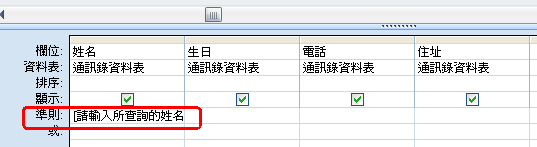 欄位: 姓名 生日 電話 住址
資料表: 通訊錄資料表 通訊錄資料表 通訊錄資料表 通訊錄資料表
排序:
顯示:
準則: [請輸入所查詢的姓名
或: